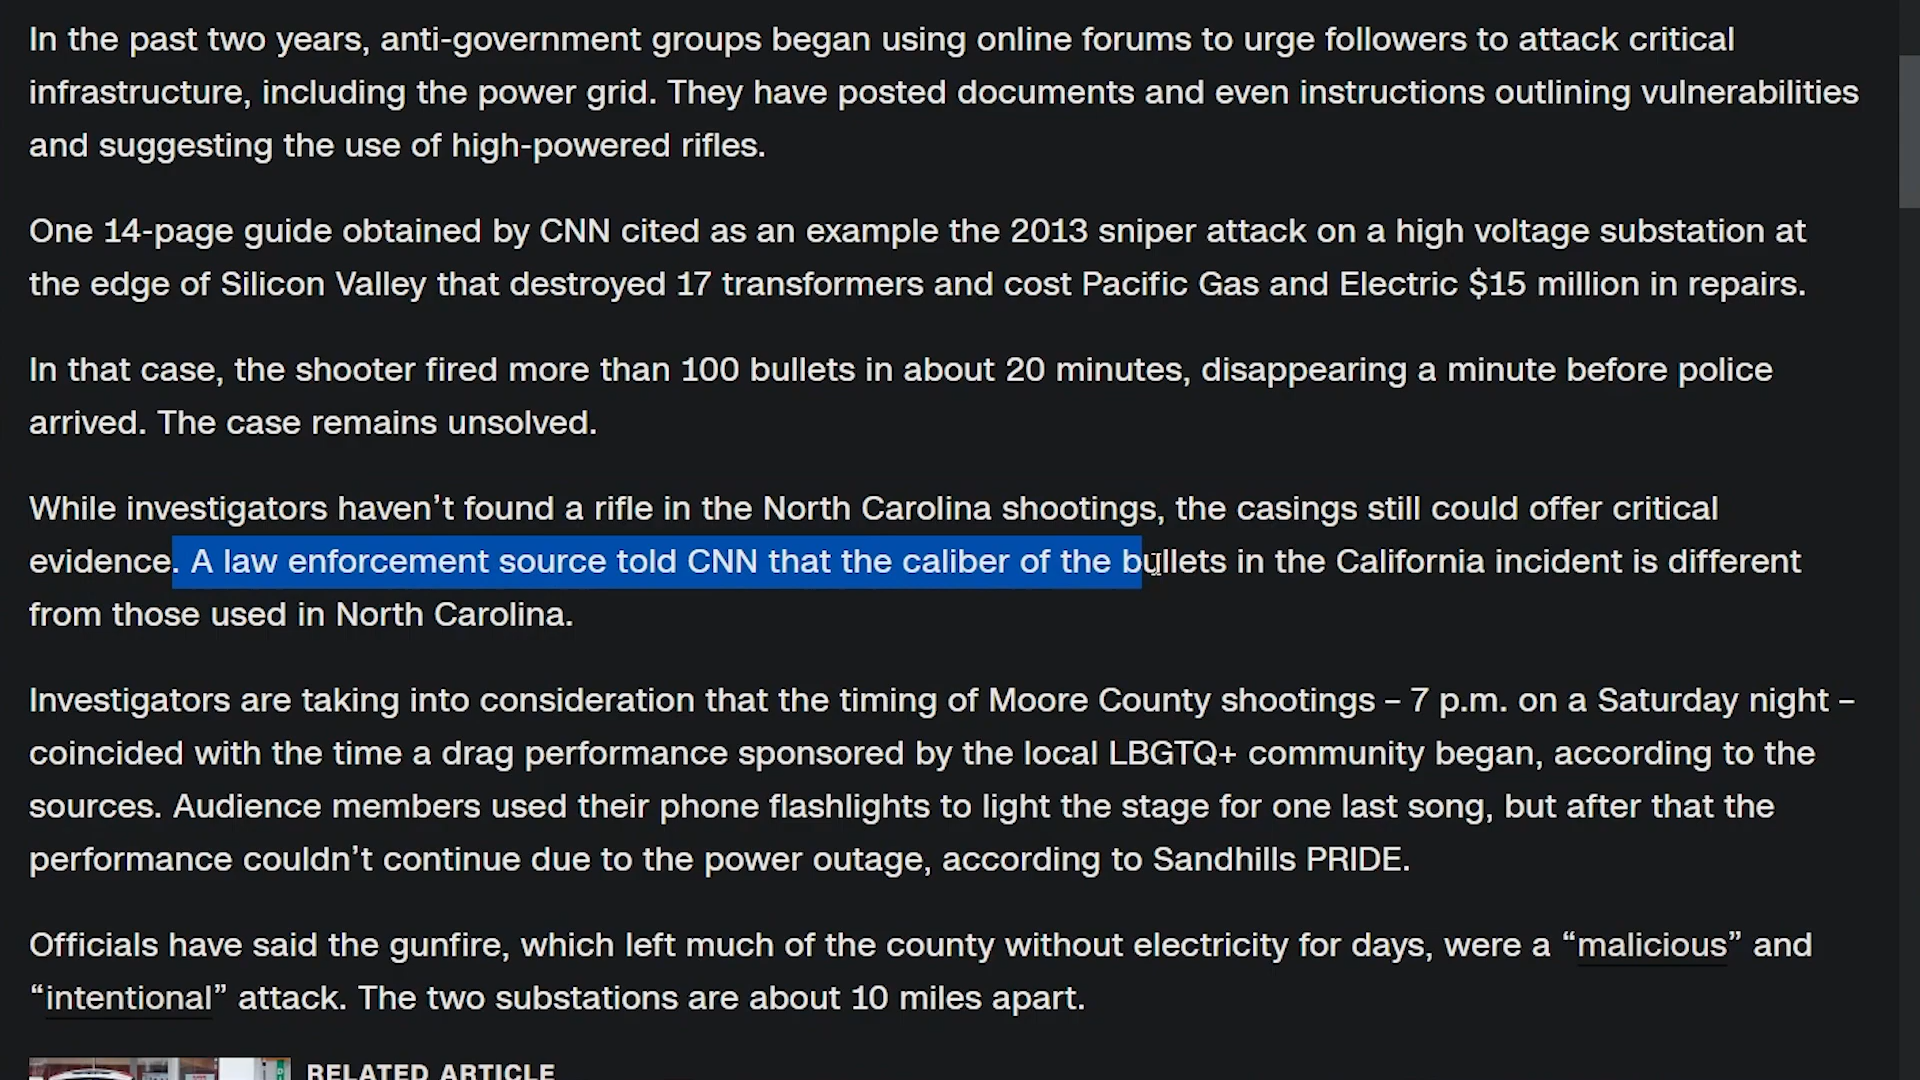 In the past two years, anti-government groups began using online forums to urge followers to attack critical
infrastructure, including the power grid. They have posted documents and even instructions outlining vulnerabilities
and suggesting the use of high-powered rifles.
One 14-page guide obtained by CNN cited as an example the 2013 sniper attack on a high voltage substation at
the edge of Silicon Valley that destroyed 17 transformers and cost Pacific Gas and Electric $15 million in repairs.
In that case, the shooter fired more than 100 bullets in about 20 minutes, disappearing a minute before police
arrived. The case remains unsolved.
While investigators haven’t found a rifle in the North Carolina shootings, the casings still could offer critical
evidence. A law enforcement source told CNN that the caliber of the bullets in the California incident is different
from those used in North Carolina.
Investigators are taking into consideration that the timing of Moore County shootings – 7 p.m. on a Saturday night –
coincided with the time a drag performance sponsored by the local LBGTQ+ community began, according to the
sources. Audience members used their phone flashlights to light the stage for one last song, but after that the
performance couldn’t continue due to the power outage, according to Sandhills PRIDE.
Officials have said the gunfire, which left much of the county without electricity for days, were a “malicious” and
“intentional” attack. The two substations are about 10 miles apart.
RELATED ARTICLE